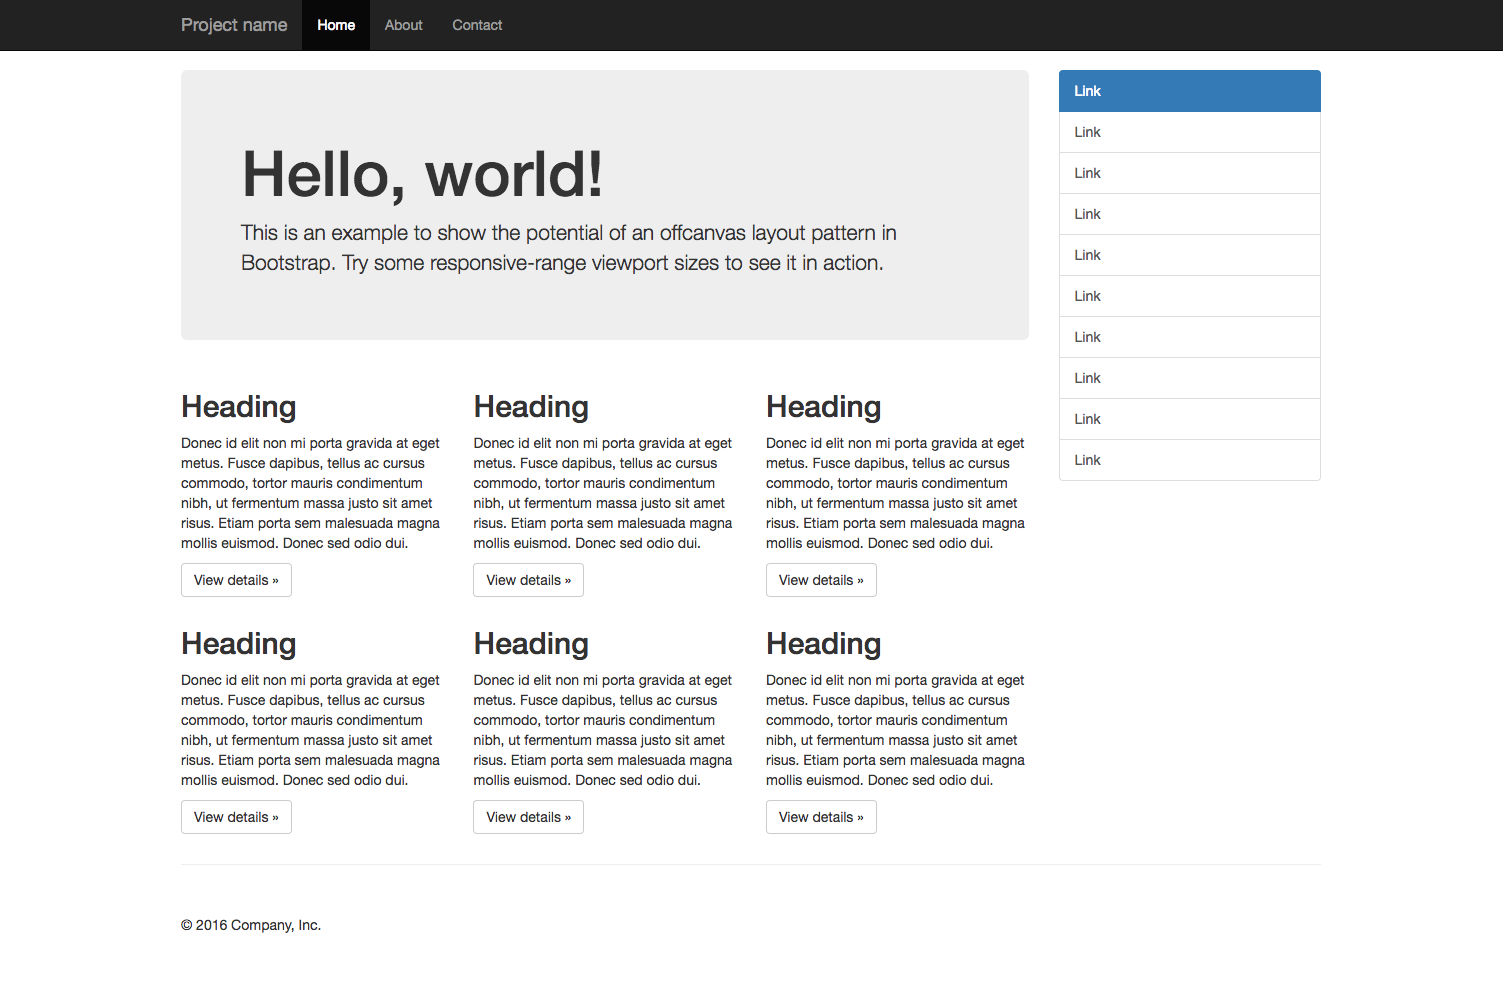 Project name
Home
About
Contact
Hello, world!
This is an example to show the potential of an offcanvas layout pattern in
Bootstrap. Try some responsive-range viewport sizes to see it in action.
Link
Link
Link
Link
Link
Link
Link
Link
Link
Link
Heading
Donec id elit non mi porta gravida at eget
metus. Fusce dapibus, tellus ac cursus
commodo, tortor mauris condimentum
nibh, ut fermentum massa justo sit amet
risus. Etiam porta sem malesuada magna
mollis euismod. Donec sed odio dui.
View details »
Heading
Donec id elit non mi porta gravida at eget
metus. Fusce dapibus, tellus ac cursus
commodo, tortor mauris condimentum
nibh, ut fermentum massa justo sit amet
risus. Etiam porta sem malesuada magna
mollis euismod. Donec sed odio dui.
View details »
Heading
Donec id elit non mi porta gravida at eget
metus. Fusce dapibus, tellus ac cursus
commodo, tortor mauris condimentum
nibh, ut fermentum massa justo sit amet
risus. Etiam porta sem malesuada magna
mollis euismod. Donec sed odio dui.
View details »
Heading
Donec id elit non mi porta gravida at eget
metus. Fusce dapibus, tellus ac cursus
commodo, tortor mauris condimentum
nibh, ut fermentum massa justo sit amet
risus. Etiam porta sem malesuada magna
mollis euismod. Donec sed odio dui.
View details »
Heading
Donec id elit non mi porta gravida at eget
metus. Fusce dapibus, tellus ac cursus
commodo, tortor mauris condimentum
nibh, ut fermentum massa justo sit amet
risus. Etiam porta sem malesuada magna
mollis euismod. Donec sed odio dui.
View details »
Heading
Donec id elit non mi porta gravida at eget
metus. Fusce dapibus, tellus ac cursus
commodo, tortor mauris condimentum
nibh, ut fermentum massa justo sit amet
risus. Etiam porta sem malesuada magna
mollis euismod. Donec sed odio dui.
View details »
© 2016 Company, Inc.